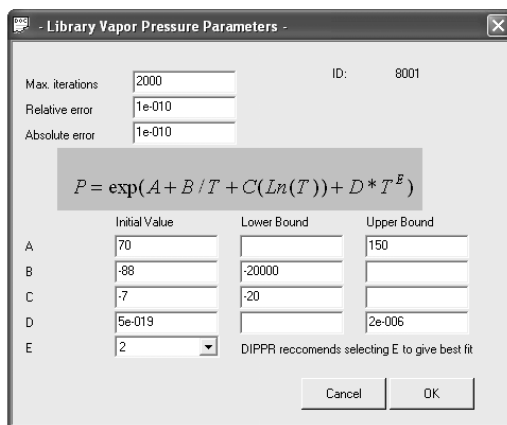 - Library Vapor Pressure Parameters -
ID: 8001
Max. iterations 2000
Relative error 1e-010
Absolute error 1e-010
P = exp(A + B / T + C(Ln(T)) + D * T^E)
Initial Value Lower Bound Upper Bound
A 70 150
B -88 -20000
C -7 -20
D 5e-019 2e-006
E 2 DIPPR reccomends selecting E to give best fit
Cancel OK